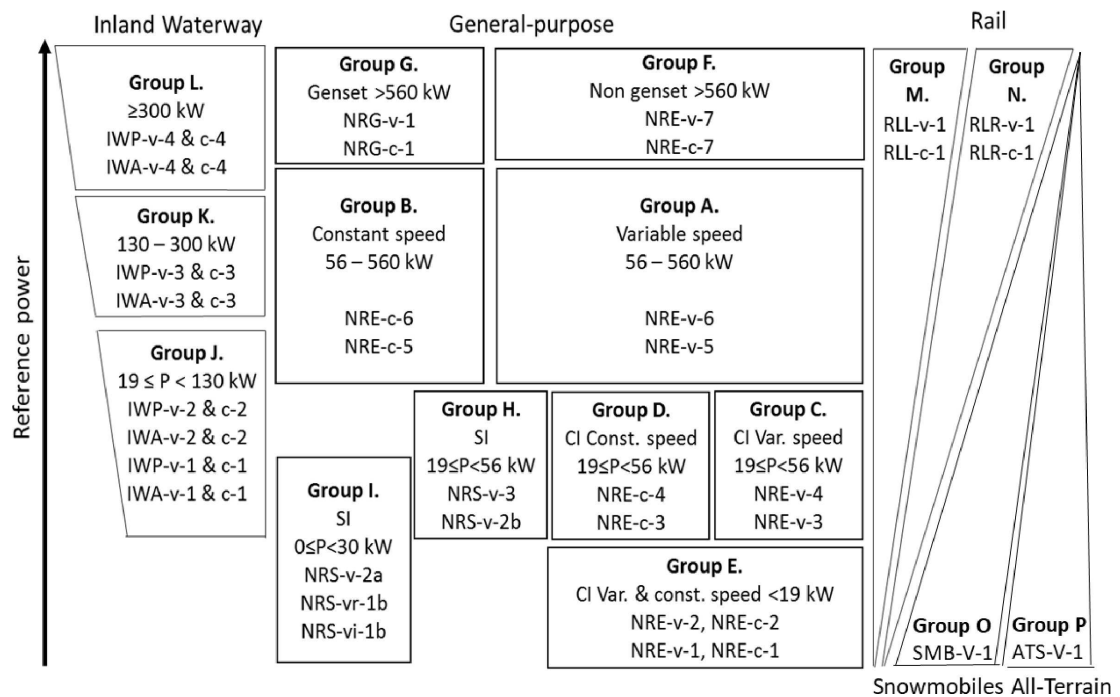 Inland Waterway
General-purpose
Rail
Reference power
Group L.
≥300 kW
IWP-v-4 & c-4
IWA-v-4 & c-4
Group K.
130 – 300 kW
IWP-v-3 & c-3
IWA-v-3 & c-3
Group J.
19 ≤ P < 130 kW
IWP-v-2 & c-2
IWA-v-2 & c-2
IWP-v-1 & c-1
IWA-v-1 & c-1
Group G.
Genset >560 kW
NRG-v-1
NRG-c-1
Group F.
Non genset >560 kW
NRE-v-7
NRE-c-7
Group B.
Constant speed
56 – 560 kW
NRE-c-6
NRE-c-5
Group A.
Variable speed
56 – 560 kW
NRE-v-6
NRE-v-5
Group H.
SI
19≤P<56 kW
NRS-v-3
NRS-v-2b
Group D.
CI Const. speed
19≤P<56 kW
NRE-c-4
NRE-c-3
Group C.
CI Var. speed
19≤P<56 kW
NRE-v-4
NRE-v-3
Group I.
SI
0≤P<30 kW
NRS-v-2a
NRS-vr-1b
NRS-vi-1b
Group E.
CI Var. & const. speed <19 kW
NRE-v-2, NRE-c-2
NRE-v-1, NRE-c-1
Group
M.
RLL-v-1
RLL-c-1
Group
N.
RLR-v-1
RLR-c-1
Group O
SMB-V-1
Group P
ATS-V-1
Snowmobiles
All-Terrain